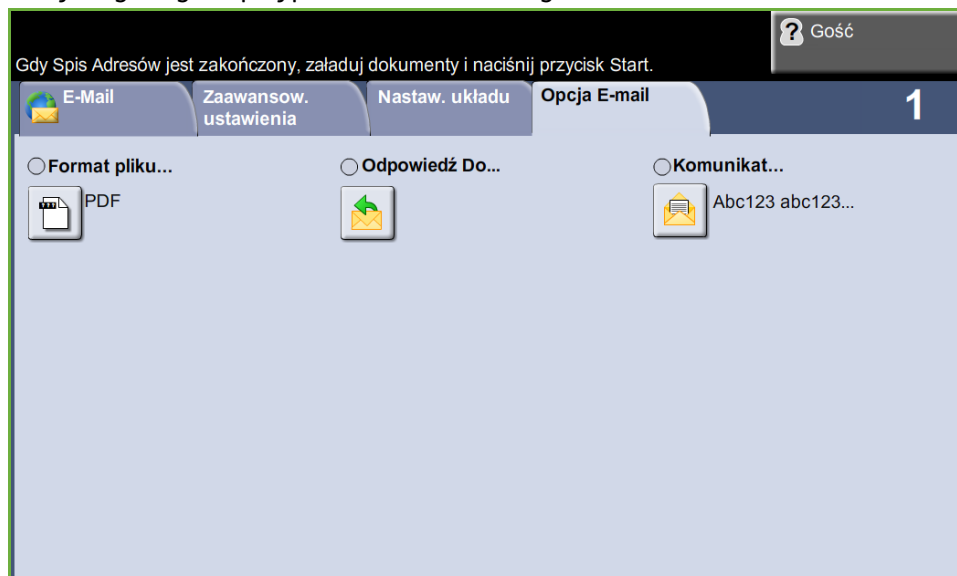 Gość
Gdy Spis Adresów jest zakończony, załaduj dokumenty i naciśnij przycisk Start.
E-Mail
Zaawansow.
ustawienia
Nastaw. układu
Opcja E-mail
1
Format pliku...
Odpowiedź Do...
Komunikat...
PDF
Abc123 abc123...